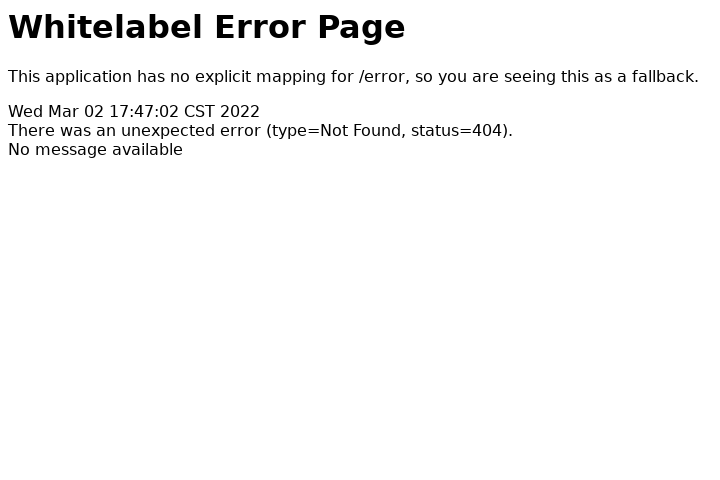 Whitelabel Error Page
This application has no explicit mapping for /error, so you are seeing this as a fallback.
Wed Mar 02 17:47:02 CST 2022
There was an unexpected error (type=Not Found, status=404).
No message available